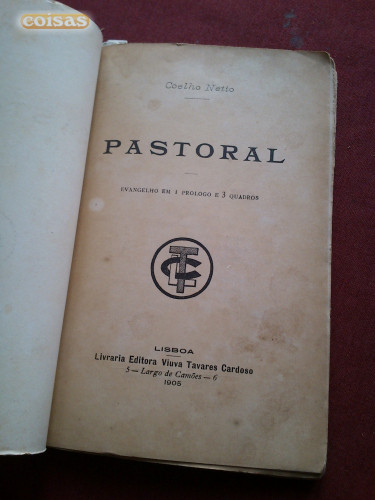 coisas
Coelho Netto
PASTORAL
EVANGELHO EM 1 PROLOGO E 3 QUADROS
LISBOA
Livraria Editora Viuva Tavares Cardoso
5 — Largo de Camões — 6
1905